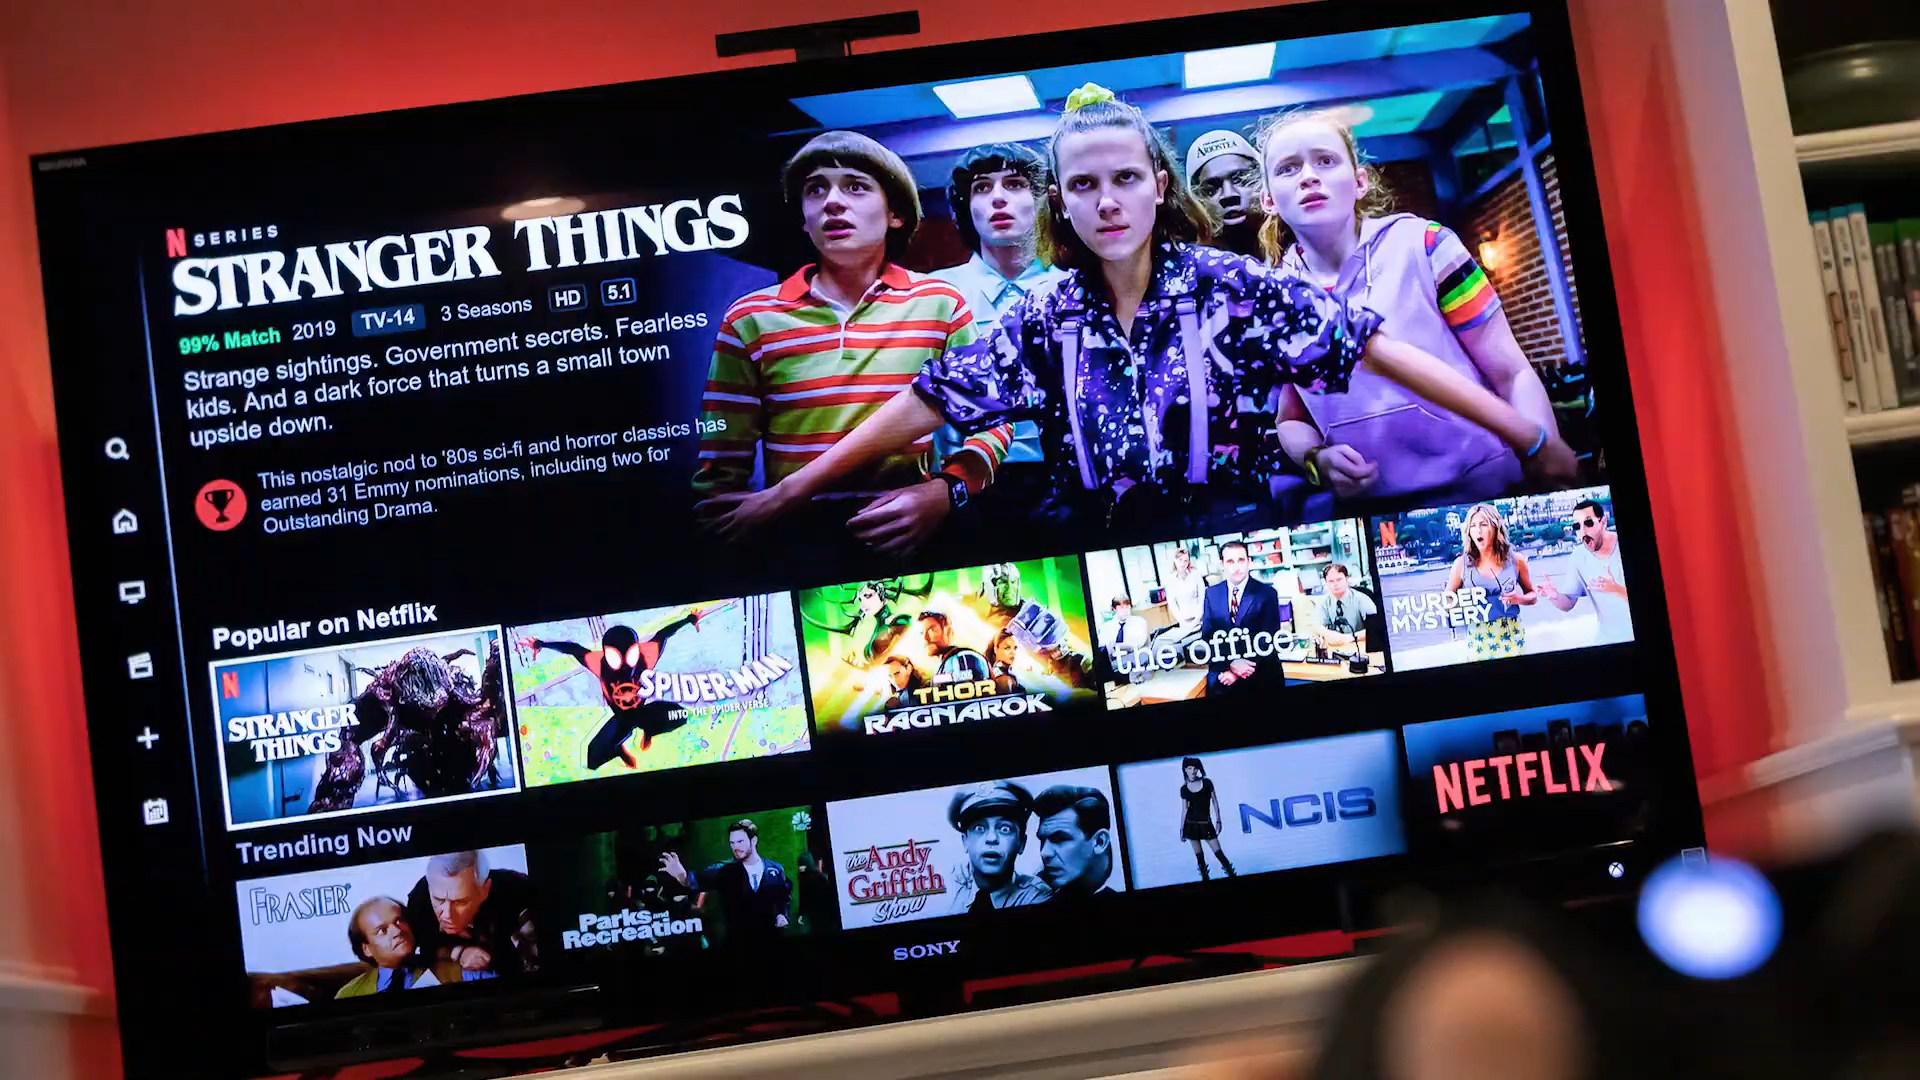 N SERIES
STRANGER THINGS
99% Match 2019 TV-14 3 Seasons HD 5.1
Strange sightings. Government secrets. Fearless
kids. And a dark force that turns a small town
upside down.
This nostalgic nod to '80s sci-fi and horror classics has
earned 31 Emmy nominations, including two for
Outstanding Drama.
ARIOSTEA
Popular on Netflix
N
STRANGER
THINGS
SPIDER-MAN
INTO THE SPIDER-VERSE
THOR
RAGNAROK
the office
N
MURDER
MYSTERY
Trending Now
FRASIER
NBC
Parks and
Recreation
the Andy
Griffith
Show
NCIS
NETFLIX
SONY